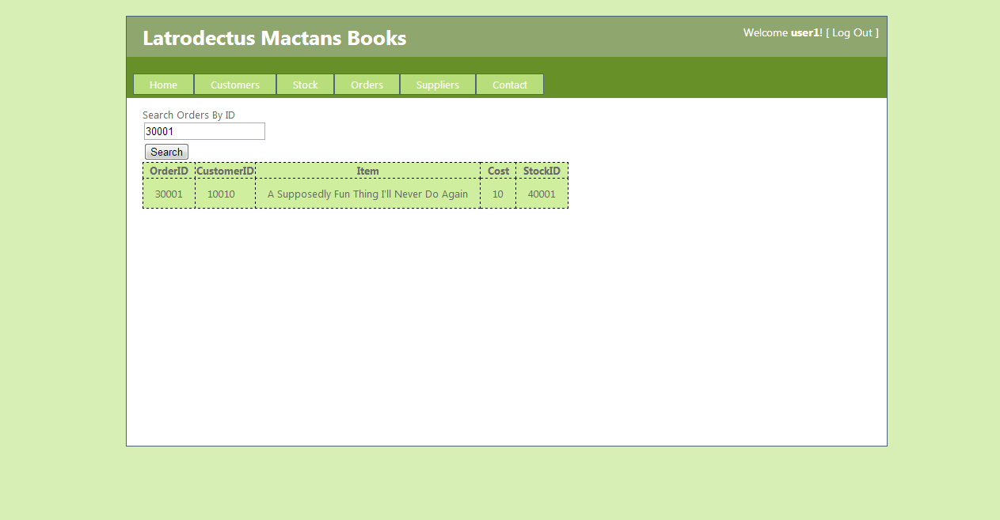 Latrodectus Mactans Books
Welcome user1! [ Log Out ]
Home Customers Stock Orders Suppliers Contact
Search Orders By ID
30001
Search
OrderID CustomerID Item Cost StockID
30001 10010 A Supposedly Fun Thing I'll Never Do Again 10 40001